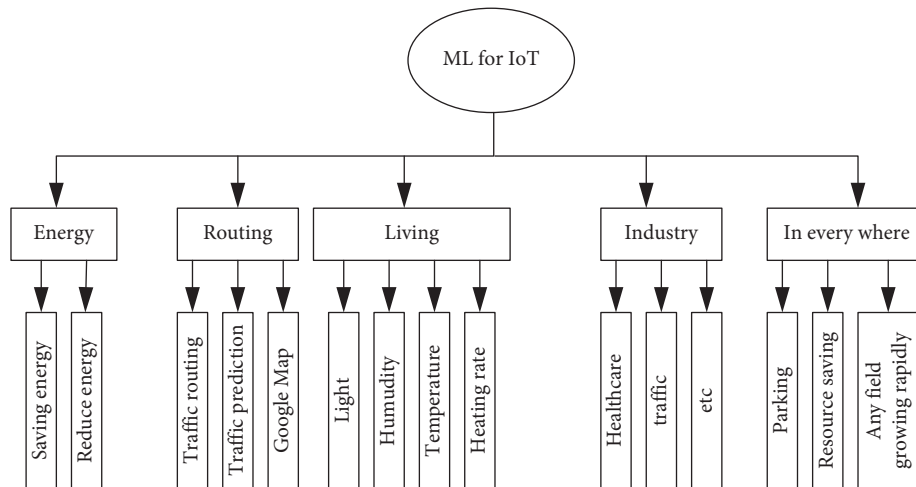 ML for IoT
Energy
Routing
Living
Industry
In every where
Saving energy
Reduce energy
Traffic routing
Traffic prediction
Google Map
Light
Humudity
Temperature
Heating rate
Healthcare
traffic
etc
Parking
Resource saving
Any field
growing rapidly